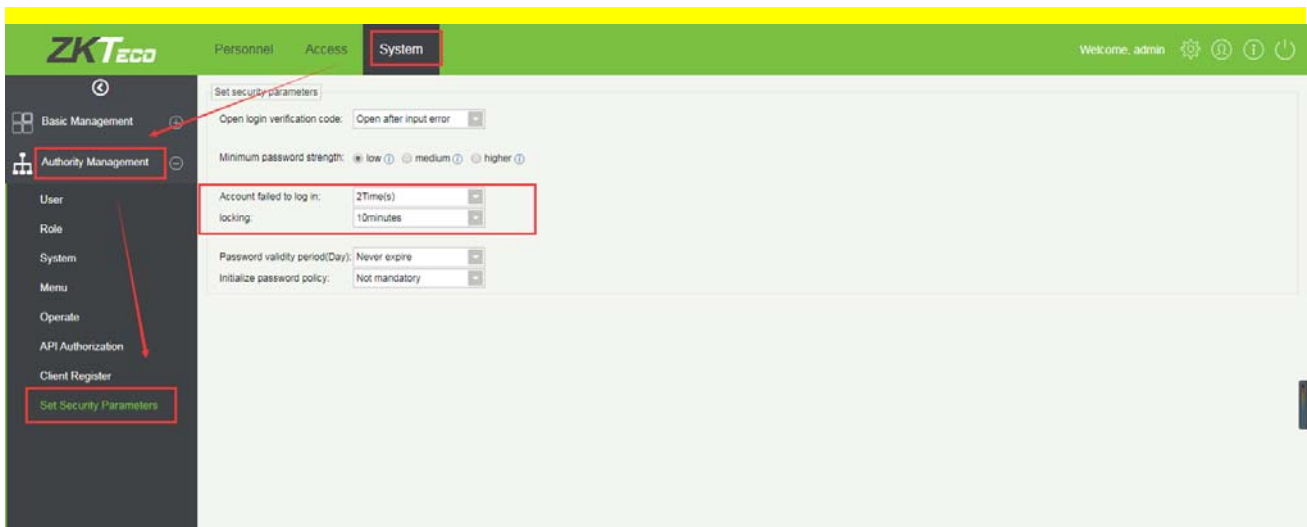 ZKTECO
Personnel Access System
Welcome, admin
Basic Management
Authority Management
User
Role
System
Menu
Operate
API Authorization
Client Register
Set Security Parameters
Set security parameters
Open login verification code: Open after input error
Minimum password strength: low medium higher
Account failed to log in: 2Time(s)
locking: 10minutes
Password validity period(Day): Never expire
Initialize password policy: Not mandatory